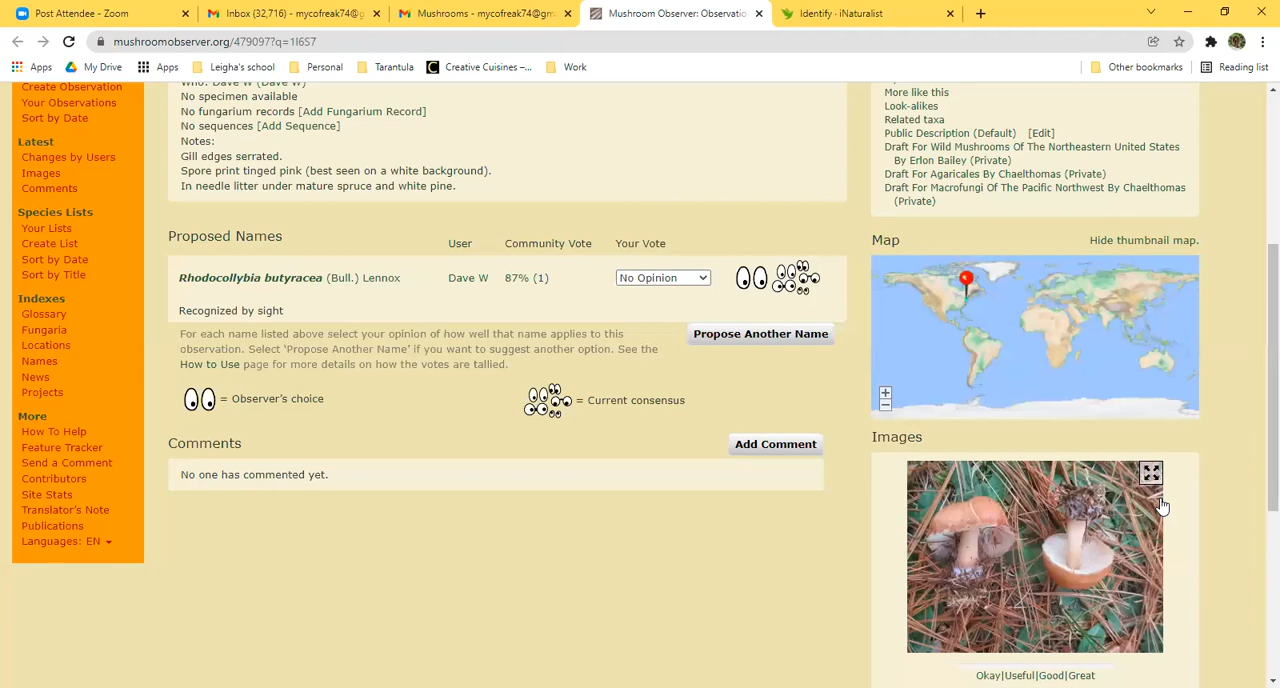 Post Attendee - Zoom
Inbox (32,716) - mycofreak74@g
Mushrooms - mycofreak74@gm
Mushroom Observer: Observatio
Identify · iNaturalist
mushroomobserver.org/479097?q=1I6S7
Apps
My Drive
Apps
Leigha's school
Personal
Tarantula
Creative Cuisines –...
Work
Other bookmarks
Reading list
Create Observation
Your Observations
Sort by Date
Latest
Changes by Users
Images
Comments
Species Lists
Your Lists
Create List
Sort by Date
Sort by Title
Indexes
Glossary
Fungaria
Locations
Names
News
Projects
More
How To Help
Feature Tracker
Send a Comment
Contributors
Site Stats
Translator's Note
Publications
Languages: EN
Who: Dave W (Dave W)
No specimen available
No fungarium records [Add Fungarium Record]
No sequences [Add Sequence]
Notes:
Gill edges serrated.
Spore print tinged pink (best seen on a white background).
In needle litter under mature spruce and white pine.
Proposed Names
User
Community Vote
Your Vote
Rhodocollybia butyracea (Bull.) Lennox
Dave W
87% (1)
No Opinion
Recognized by sight
For each name listed above select your opinion of how well that name applies to this
observation. Select 'Propose Another Name' if you want to suggest another option. See the
How to Use page for more details on how the votes are tallied.
Propose Another Name
= Observer's choice
= Current consensus
Comments
Add Comment
No one has commented yet.
More like this
Look-alikes
Related taxa
Public Description (Default) [Edit]
Draft For Wild Mushrooms Of The Northeastern United States
By Erlon Bailey (Private)
Draft For Agaricales By Chaelthomas (Private)
Draft For Macrofungi Of The Pacific Northwest By Chaelthomas
(Private)
Map
Hide thumbnail map.
Images
Okay|Useful|Good|Great